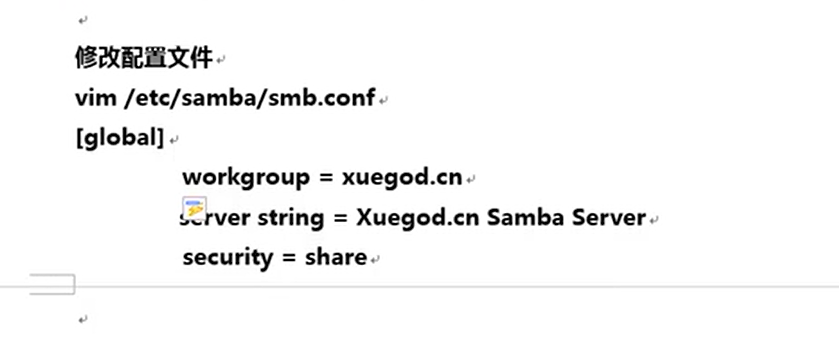 修改配置文件
vim /etc/samba/smb.conf
[global]
workgroup = xuegod.cn
server string = Xuegod.cn Samba Server
security = share